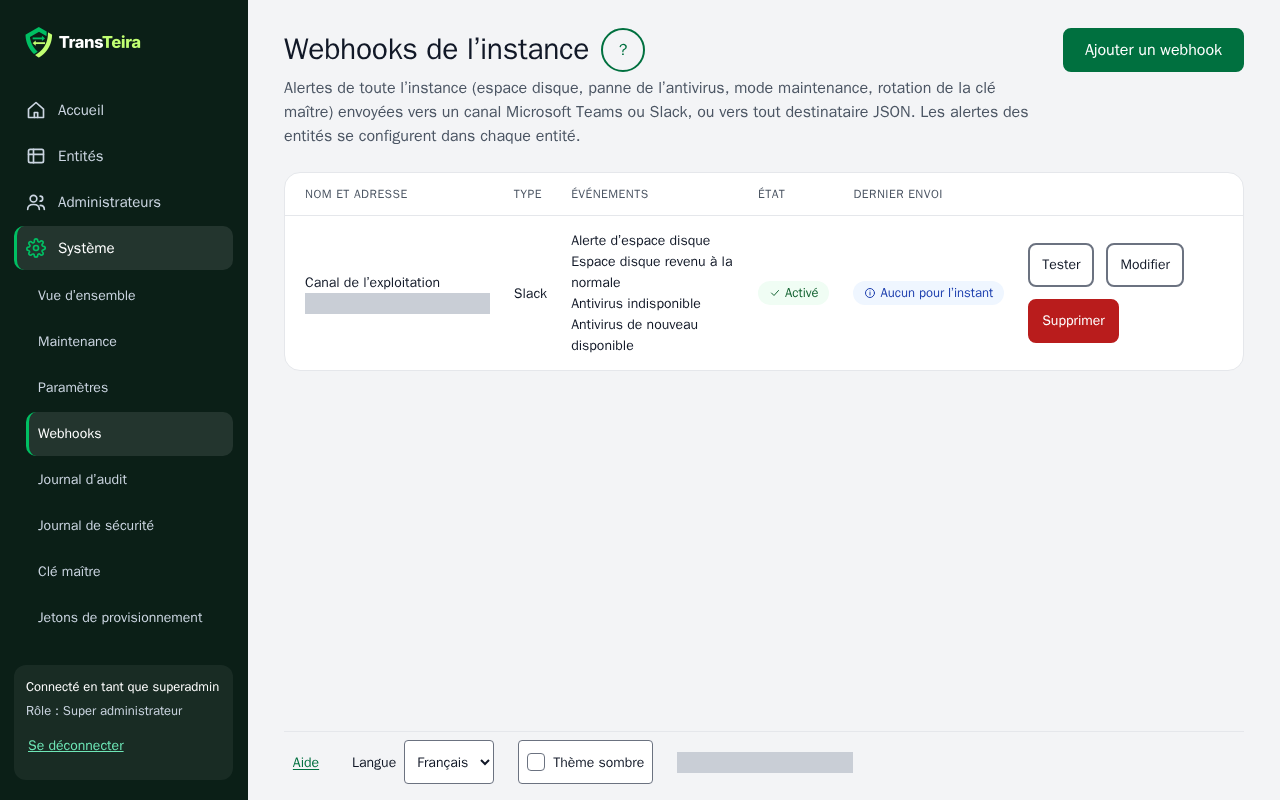 TransTeira
Accueil
Entités
Administrateurs
Système
Vue d'ensemble
Maintenance
Paramètres
Webhooks
Journal d'audit
Journal de sécurité
Clé maître
Jetons de provisionnement
Connecté en tant que superadmin
Rôle : Super administrateur
Se déconnecter
Webhooks de l'instance ?
Ajouter un webhook
Alertes de toute l'instance (espace disque, panne de l'antivirus, mode maintenance, rotation de la clé
maître) envoyées vers un canal Microsoft Teams ou Slack, ou vers tout destinataire JSON. Les alertes des
entités se configurent dans chaque entité.
NOM ET ADRESSE TYPE ÉVÉNEMENTS ÉTAT DERNIER ENVOI
Canal de l'exploitation
Slack
Alerte d'espace disque
Espace disque revenu à la
normale
Antivirus indisponible
Antivirus de nouveau
disponible
Activé
Aucun pour l'instant
Tester
Modifier
Supprimer
Aide
Langue
Français
Thème sombre